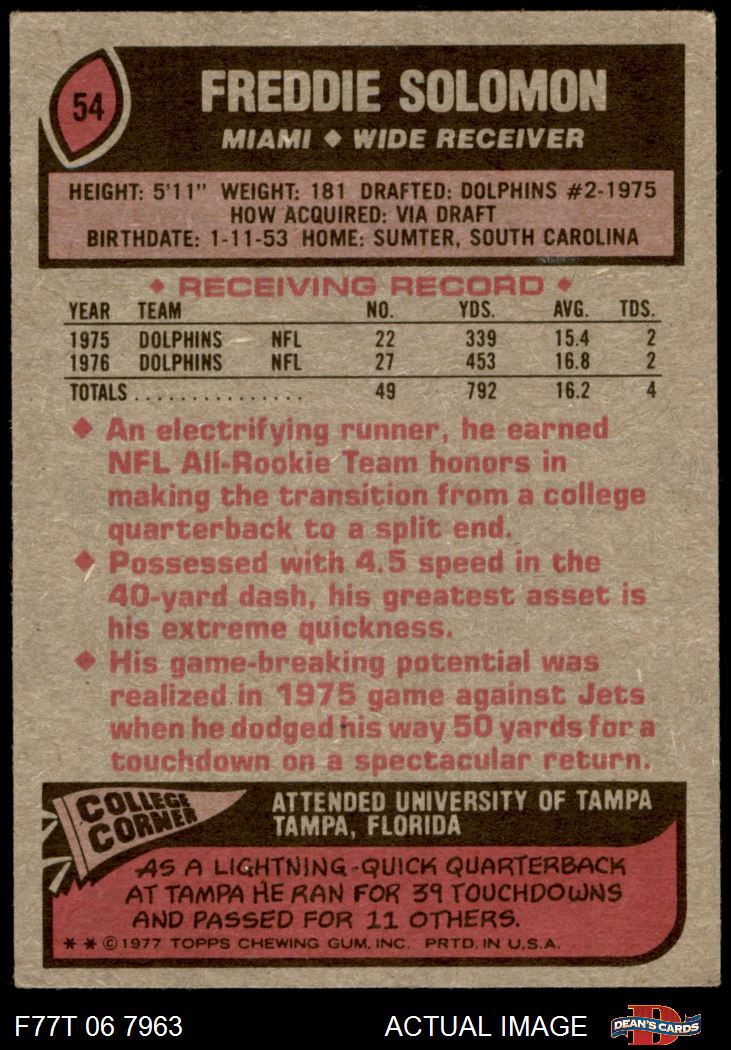 54
FREDDIE SOLOMON
MIAMI ◆ WIDE RECEIVER
HEIGHT: 5'11" WEIGHT: 181 DRAFTED: DOLPHINS #2-1975
HOW ACQUIRED: VIA DRAFT
BIRTHDATE: 1-11-53 HOME: SUMTER, SOUTH CAROLINA
◆ RECEIVING RECORD ◆
YEAR TEAM NO. YDS. AVG. TDS.
1975 DOLPHINS NFL 22 339 15.4 2
1976 DOLPHINS NFL 27 453 16.8 2
TOTALS ................ 49 792 16.2 4
◆ An electrifying runner, he earned
NFL All-Rookie Team honors in
making the transition from a college
quarterback to a split end.
◆ Possessed with 4.5 speed in the
40-yard dash, his greatest asset is
his extreme quickness.
◆ His game-breaking potential was
realized in 1975 game against Jets
when he dodged his way 50 yards for a
touchdown on a spectacular return.
COLLEGE
CORNER
ATTENDED UNIVERSITY OF TAMPA
TAMPA, FLORIDA
AS A LIGHTNING-QUICK QUARTERBACK
AT TAMPA HE RAN FOR 39 TOUCHDOWNS
AND PASSED FOR 11 OTHERS.
** © 1977 TOPPS CHEWING GUM, INC. PRTD. IN U.S.A.
F77T 06 7963 ACTUAL IMAGE
D
DEAN'S CARDS